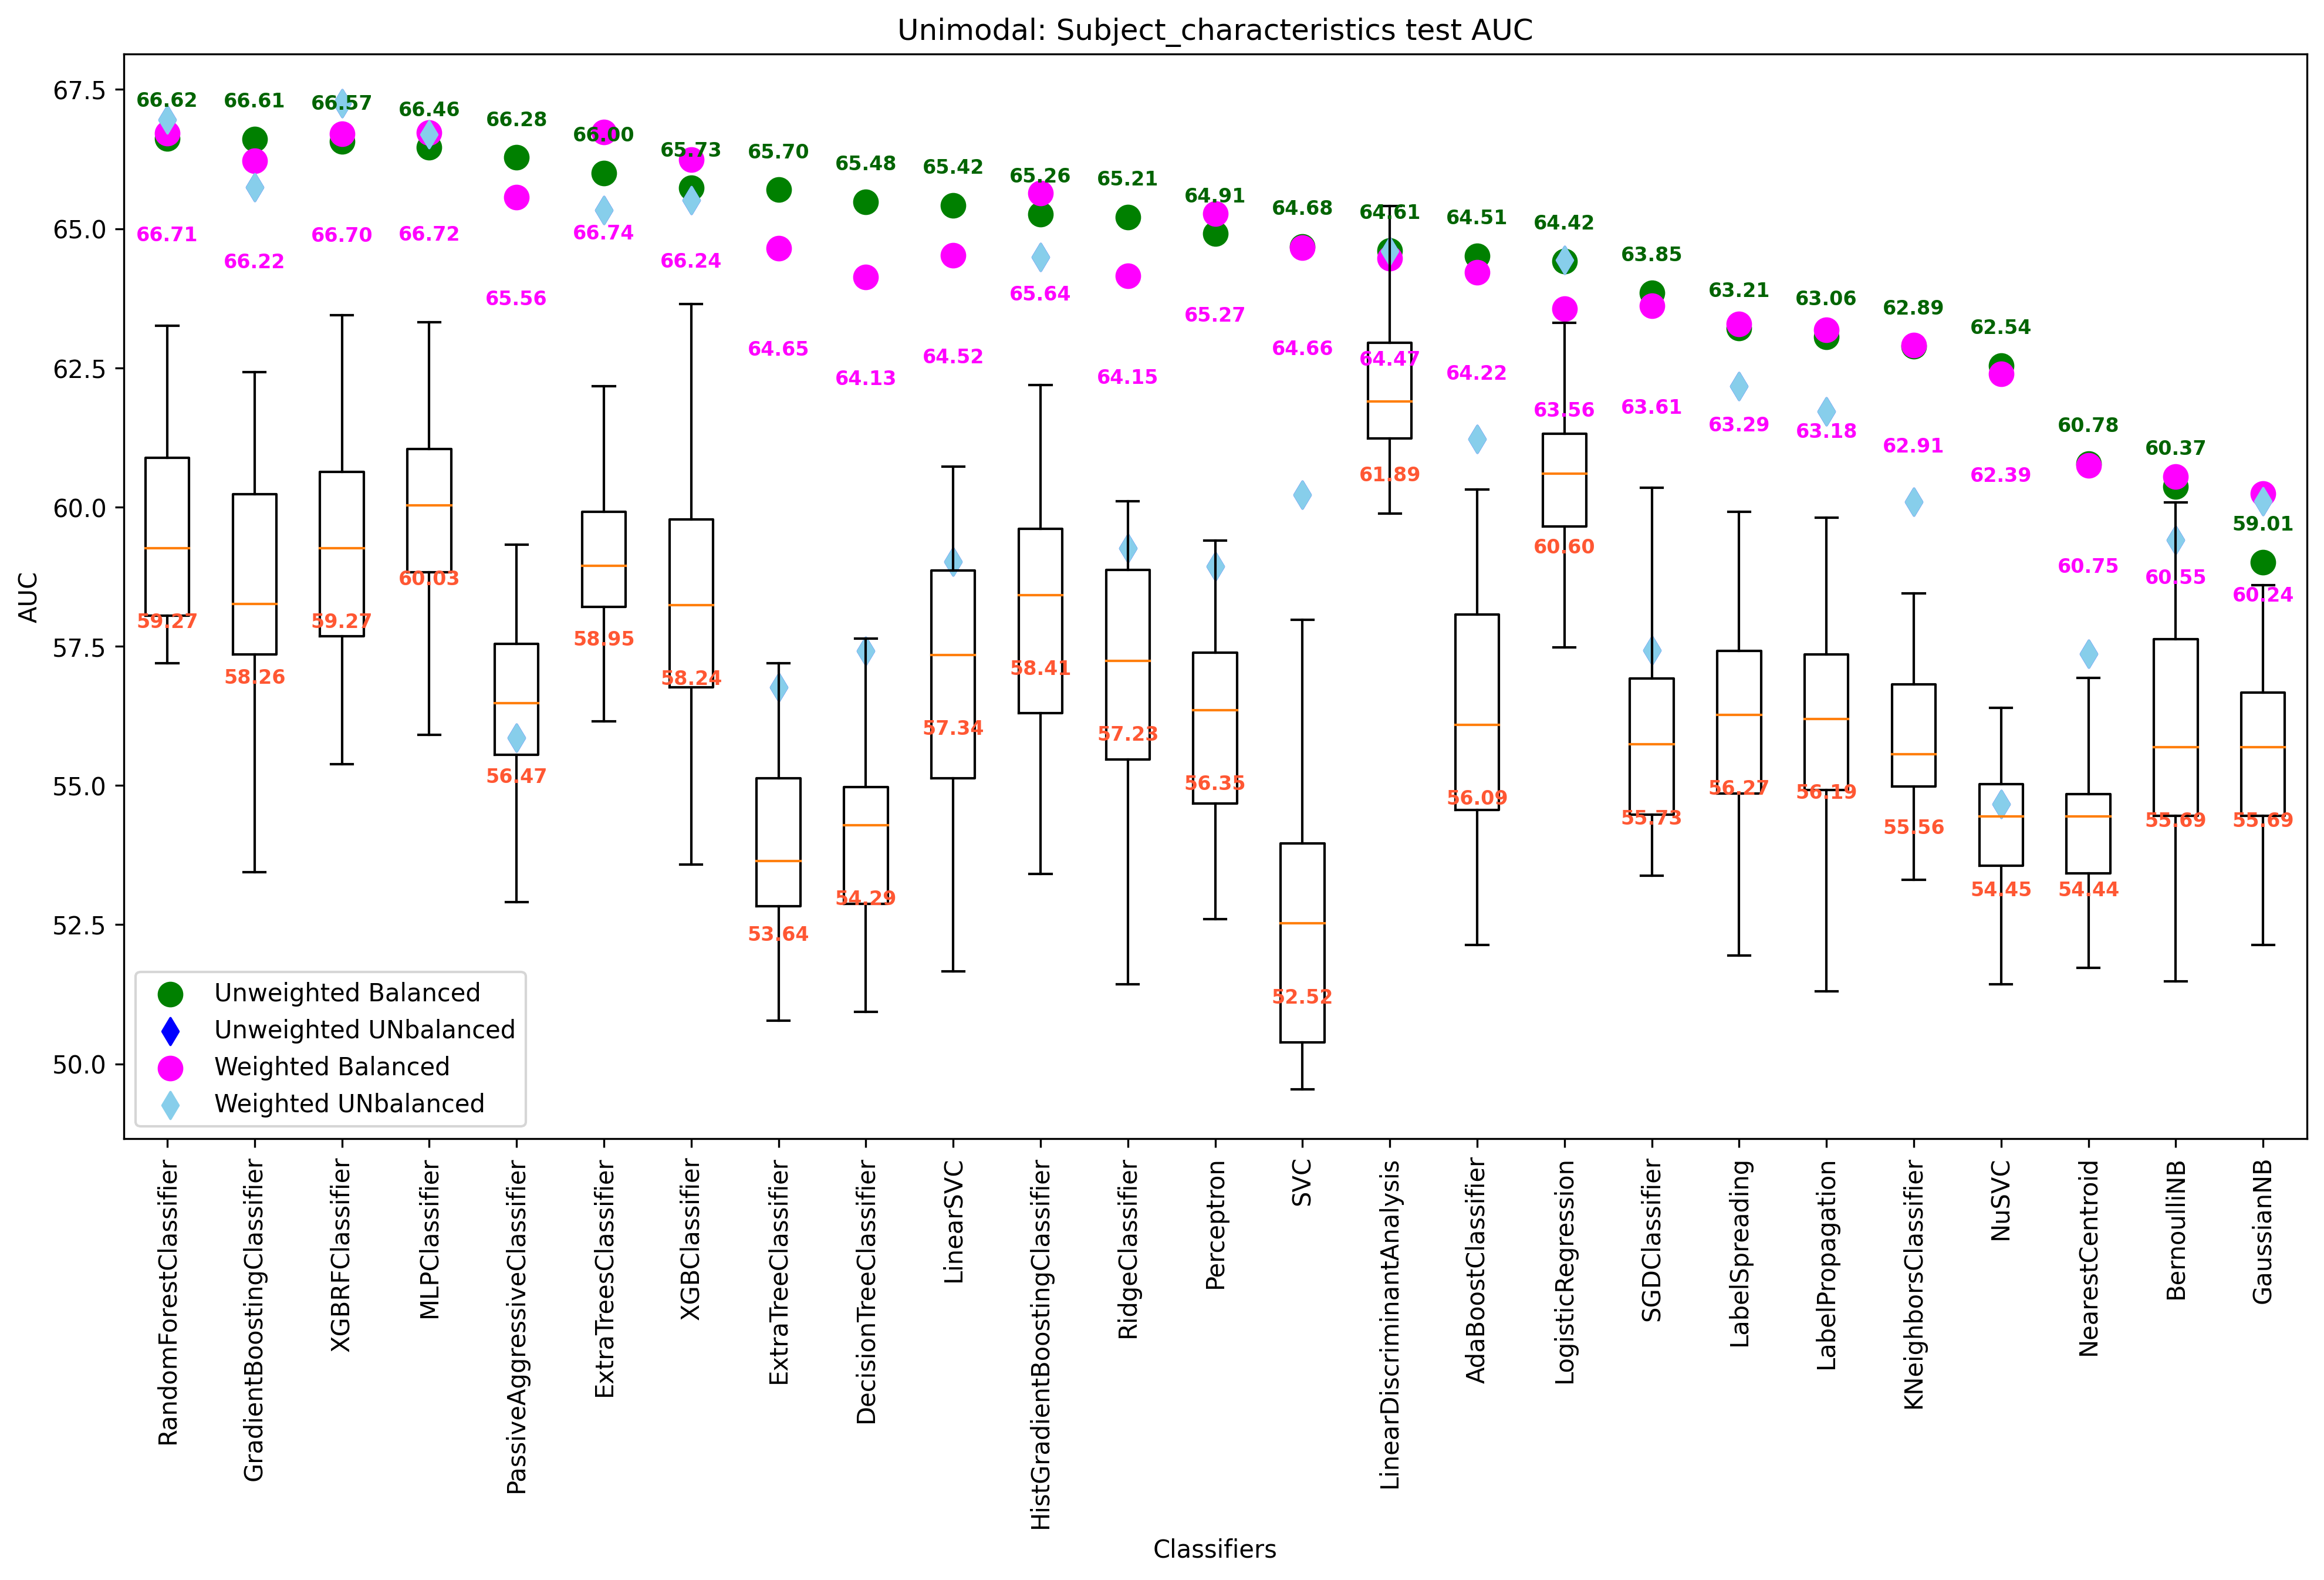 Unimodal: Subject_characteristics test AUC
AUC
67.5
65.0
62.5
60.0
57.5
55.0
52.5
50.0
66.62 66.61 66.57 66.46 66.28 66.00 65.73 65.70 65.48 65.42 65.26 65.21 64.91 64.68 64.61 64.51 64.42 63.85 63.21 63.06 62.89 62.54 60.78 60.37 59.01
66.71 66.22 66.70 66.72 65.56 66.74 66.24 64.65 64.13 64.52 65.64 64.15 65.27 64.66 64.47 64.22 63.56 63.61 63.29 63.18 62.91 62.39 60.75 60.55 60.24
59.27 58.26 59.27 60.03 56.47 58.95 58.24 53.64 54.29 57.34 58.41 57.23 56.35 52.52 61.89 56.09 60.60 55.73 56.27 56.19 55.56 54.45 54.44 55.69 55.69
Unweighted Balanced
Unweighted UNbalanced
Weighted Balanced
Weighted UNbalanced
RandomForestClassifier
GradientBoostingClassifier
XGBRFClassifier
MLPClassifier
PassiveAggressiveClassifier
ExtraTreesClassifier
XGBClassifier
ExtraTreeClassifier
DecisionTreeClassifier
LinearSVC
HistGradientBoostingClassifier
RidgeClassifier
Perceptron
SVC
LinearDiscriminantAnalysis
AdaBoostClassifier
LogisticRegression
SGDClassifier
LabelSpreading
LabelPropagation
KNeighborsClassifier
NuSVC
NearestCentroid
BernoulliNB
GaussianNB
Classifiers